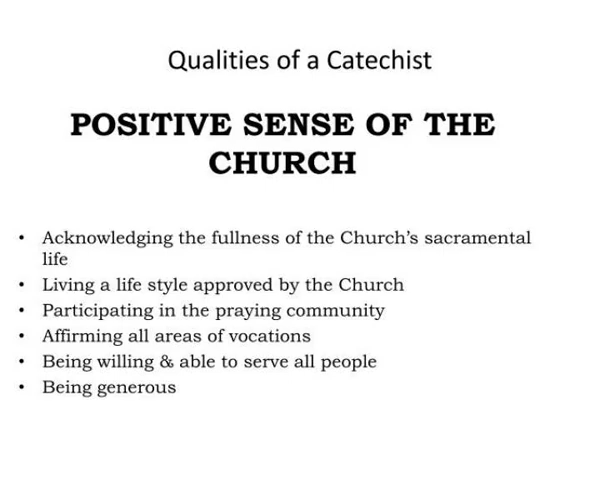 Qualities of a Catechist
POSITIVE SENSE OF THE
CHURCH
• Acknowledging the fullness of the Church’s sacramental
life
• Living a life style approved by the Church
• Participating in the praying community
• Affirming all areas of vocations
• Being willing & able to serve all people
• Being generous